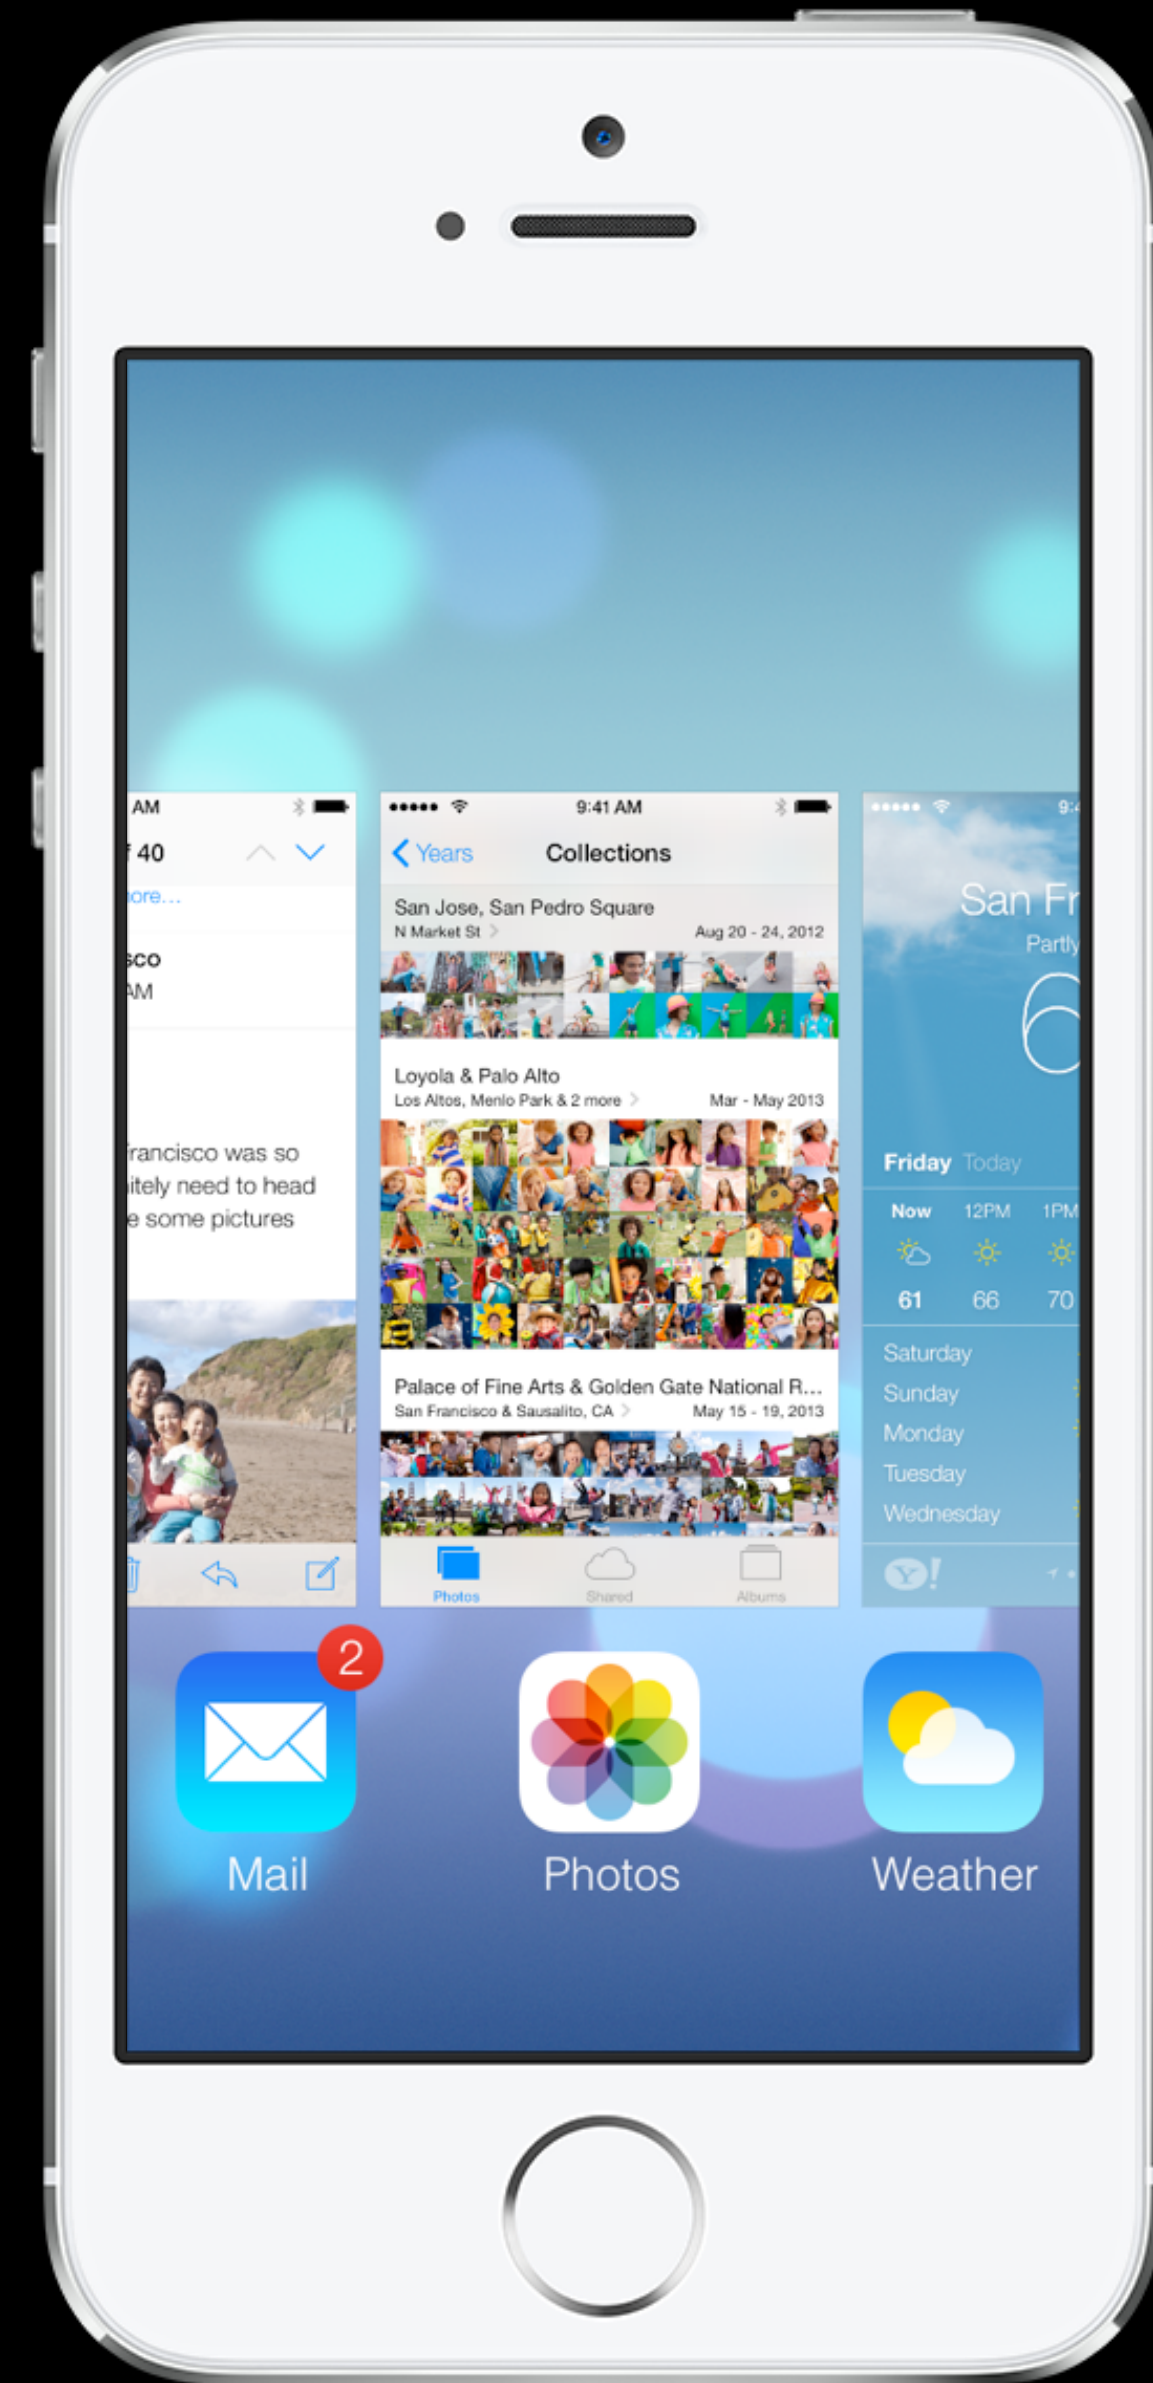 AM
f 40
ore...
sco
AM
rancisco was so
itely need to head
e some pictures
9:41 AM
Years
Collections
San Jose, San Pedro Square
N Market St
Aug 20 - 24, 2012
Loyola & Palo Alto
Los Altos, Menlo Park & 2 more
Mar - May 2013
Palace of Fine Arts & Golden Gate National R...
San Francisco & Sausalito, CA
May 15 - 19, 2013
Photos
Shared
Albums
9:4
San Fr
Partly
6
Friday Today
Now 12PM 1PM
61 66 70
Saturday
Sunday
Monday
Tuesday
Wednesday
Y!
2
Mail
Photos
Weather